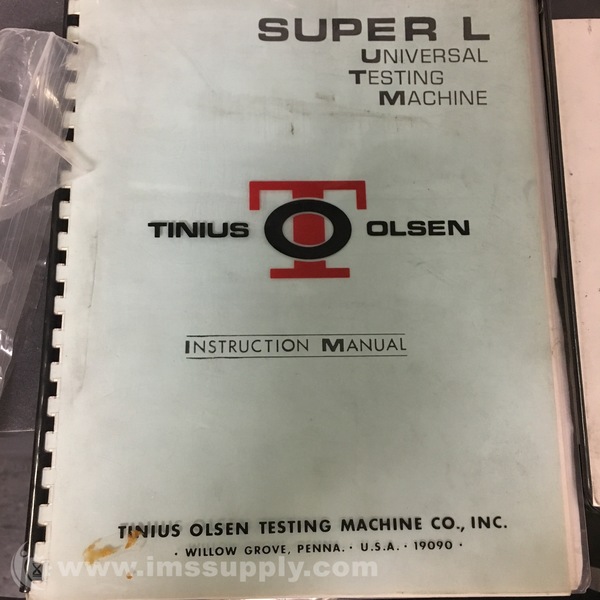 SUPER L
UNIVERSAL
TESTING
MACHINE
TINIUS TO OLSEN
INSTRUCTION MANUAL
TINIUS OLSEN TESTING MACHINE CO., INC.
· WILLOW GROVE, PENNA. · U.S.A. · 19090 ·
www.imssupply.com